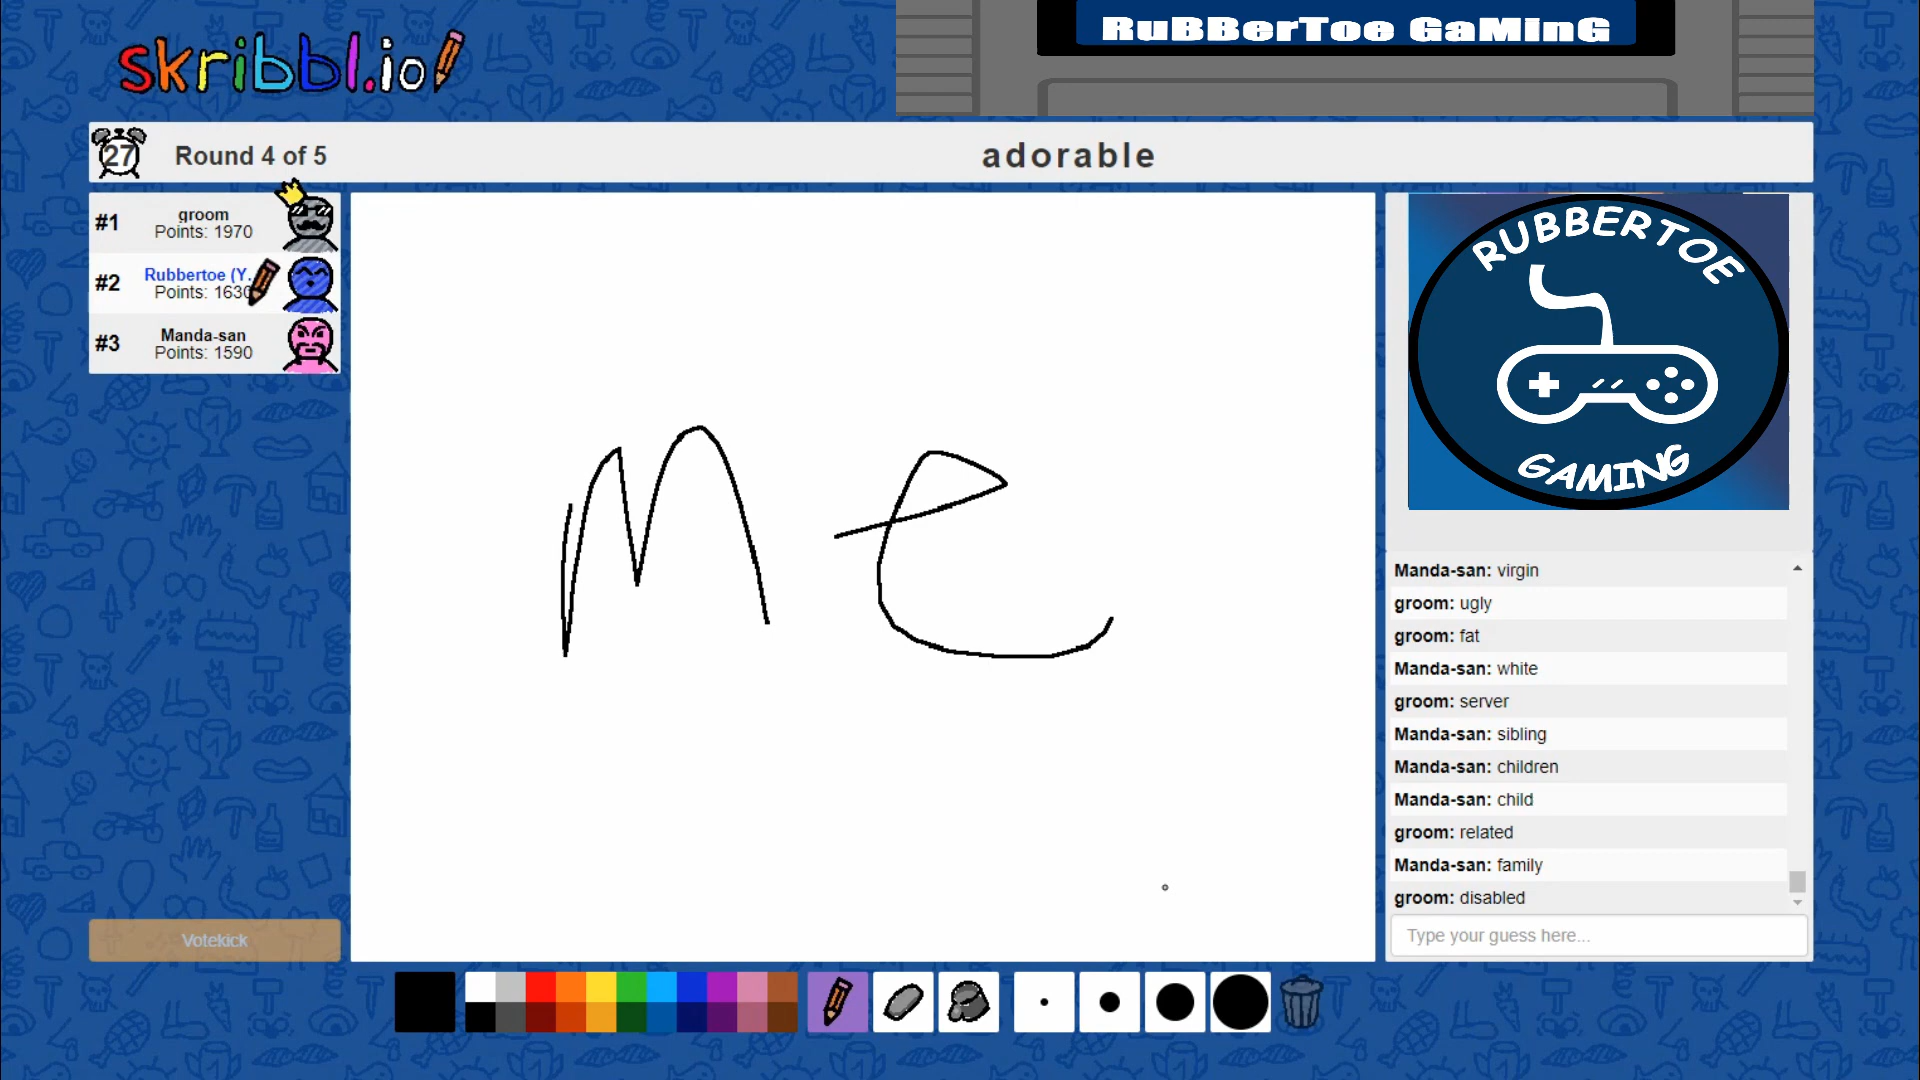 RuBBerToe GaMinG
skribbl.io
27
Round 4 of 5
adorable
#1
groom
Points: 1970
#2
Rubbertoe (Y.
Points: 1630
#3
Manda-san
Points: 1590
me
RUBBERTOE
GAMING
Manda-san: virgin
groom: ugly
groom: fat
Manda-san: white
groom: server
Manda-san: sibling
Manda-san: children
Manda-san: child
groom: related
Manda-san: family
groom: disabled
Type your guess here...
Votekick